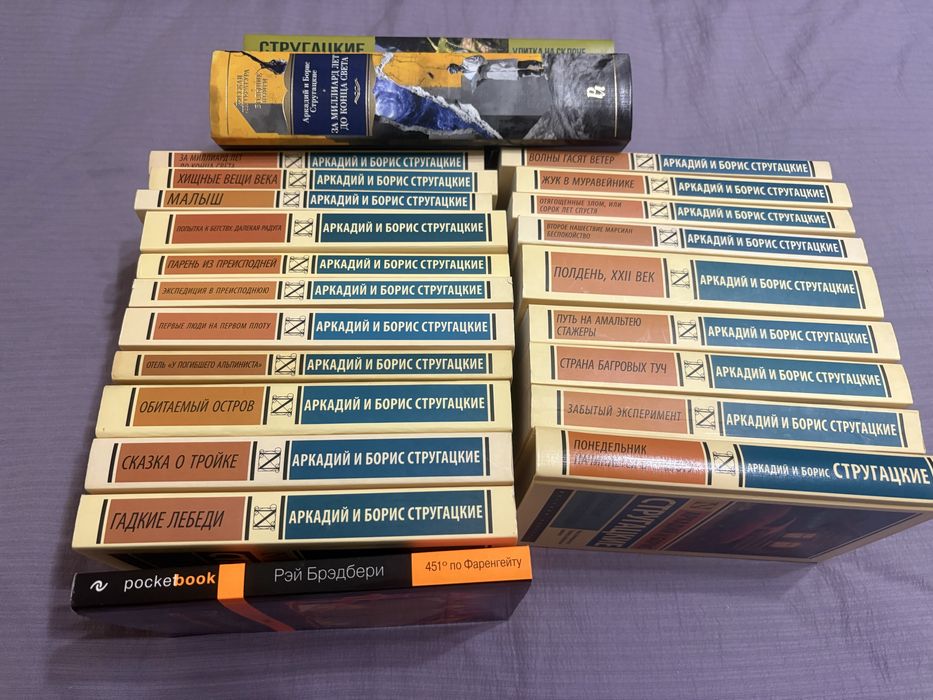 СТРУГАЦКИЕ
УЛИТКА НА СКЛОНЕ
Аркадий и Борис
Стругацкие
ЗА МИЛЛИАРД ЛЕТ
ДО КОНЦА СВЕТА
ЗА МИЛЛИАРД ЛЕТ
ДО КОНЦА СВЕТА
АРКАДИЙ И БОРИС СТРУГАЦКИЕ
ХИЩНЫЕ ВЕЩИ ВЕКА
АРКАДИЙ И БОРИС СТРУГАЦКИЕ
МАЛЫШ
АРКАДИЙ И БОРИС СТРУГАЦКИЕ
ПОПЫТКА К БЕГСТВУ. ДАЛЕКАЯ РАДУГА
АРКАДИЙ И БОРИС СТРУГАЦКИЕ
ПАРЕНЬ ИЗ ПРЕИСПОДНЕЙ
АРКАДИЙ И БОРИС СТРУГАЦКИЕ
ЭКСПЕДИЦИЯ В ПРЕИСПОДНЮЮ
АРКАДИЙ И БОРИС СТРУГАЦКИЕ
ПЕРВЫЕ ЛЮДИ НА ПЕРВОМ ПЛОТУ
АРКАДИЙ И БОРИС СТРУГАЦКИЕ
ОТЕЛЬ «У ПОГИБШЕГО АЛЬПИНИСТА»
АРКАДИЙ И БОРИС СТРУГАЦКИЕ
ОБИТАЕМЫЙ ОСТРОВ
АРКАДИЙ И БОРИС СТРУГАЦКИЕ
СКАЗКА О ТРОЙКЕ
АРКАДИЙ И БОРИС СТРУГАЦКИЕ
ГАДКИЕ ЛЕБЕДИ
АРКАДИЙ И БОРИС СТРУГАЦКИЕ
pocketbook
Рэй Брэдбери
451° по Фаренгейту
ВОЛНЫ ГАСЯТ ВЕТЕР
АРКАДИЙ И БОРИС СТРУГАЦКИЕ
ЖУК В МУРАВЕЙНИКЕ
АРКАДИЙ И БОРИС СТРУГАЦКИЕ
ОТЯГОЩЕННЫЕ ЗЛОМ, ИЛИ
СОРОК ЛЕТ СПУСТЯ
АРКАДИЙ И БОРИС СТРУГАЦКИЕ
ВТОРОЕ НАШЕСТВИЕ МАРСИАН
БЕСПОКОЙСТВО
АРКАДИЙ И БОРИС СТРУГАЦКИЕ
ПОЛДЕНЬ, XXII ВЕК
АРКАДИЙ И БОРИС СТРУГАЦКИЕ
ПУТЬ НА АМАЛЬТЕЮ
СТАЖЕРЫ
АРКАДИЙ И БОРИС СТРУГАЦКИЕ
СТРАНА БАГРОВЫХ ТУЧ
АРКАДИЙ И БОРИС СТРУГАЦКИЕ
ЗАБЫТЫЙ ЭКСПЕРИМЕНТ
АРКАДИЙ И БОРИС СТРУГАЦКИЕ
ПОНЕДЕЛЬНИК
АРКАДИЙ И БОРИС СТРУГАЦКИЕ
СТРУГАЦКИЕ